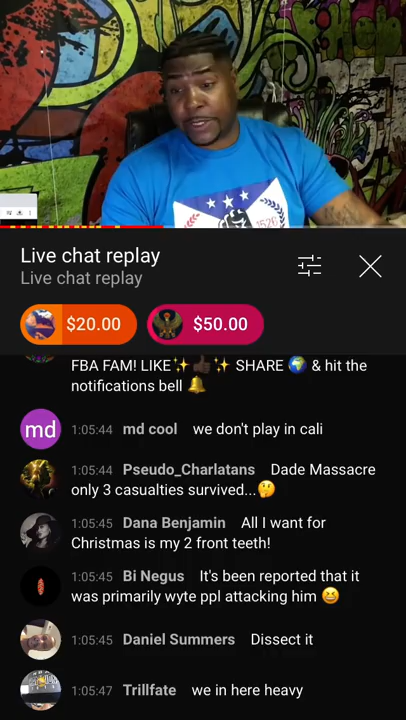 1526
Live chat replay
Live chat replay
$20.00
$50.00
FBA FAM! LIKE✨👍🏿✨ SHARE 🌍 & hit the
notifications bell 🔔
md
1:05:44 md cool we don't play in cali
1:05:44 Pseudo_Charlatans Dade Massacre
only 3 casualties survived...🤔
1:05:45 Dana Benjamin All I want for
Christmas is my 2 front teeth!
1:05:45 Bi Negus It's been reported that it
was primarily wyte ppl attacking him 😆
1:05:45 Daniel Summers Dissect it
1:05:47 Trillfate we in here heavy